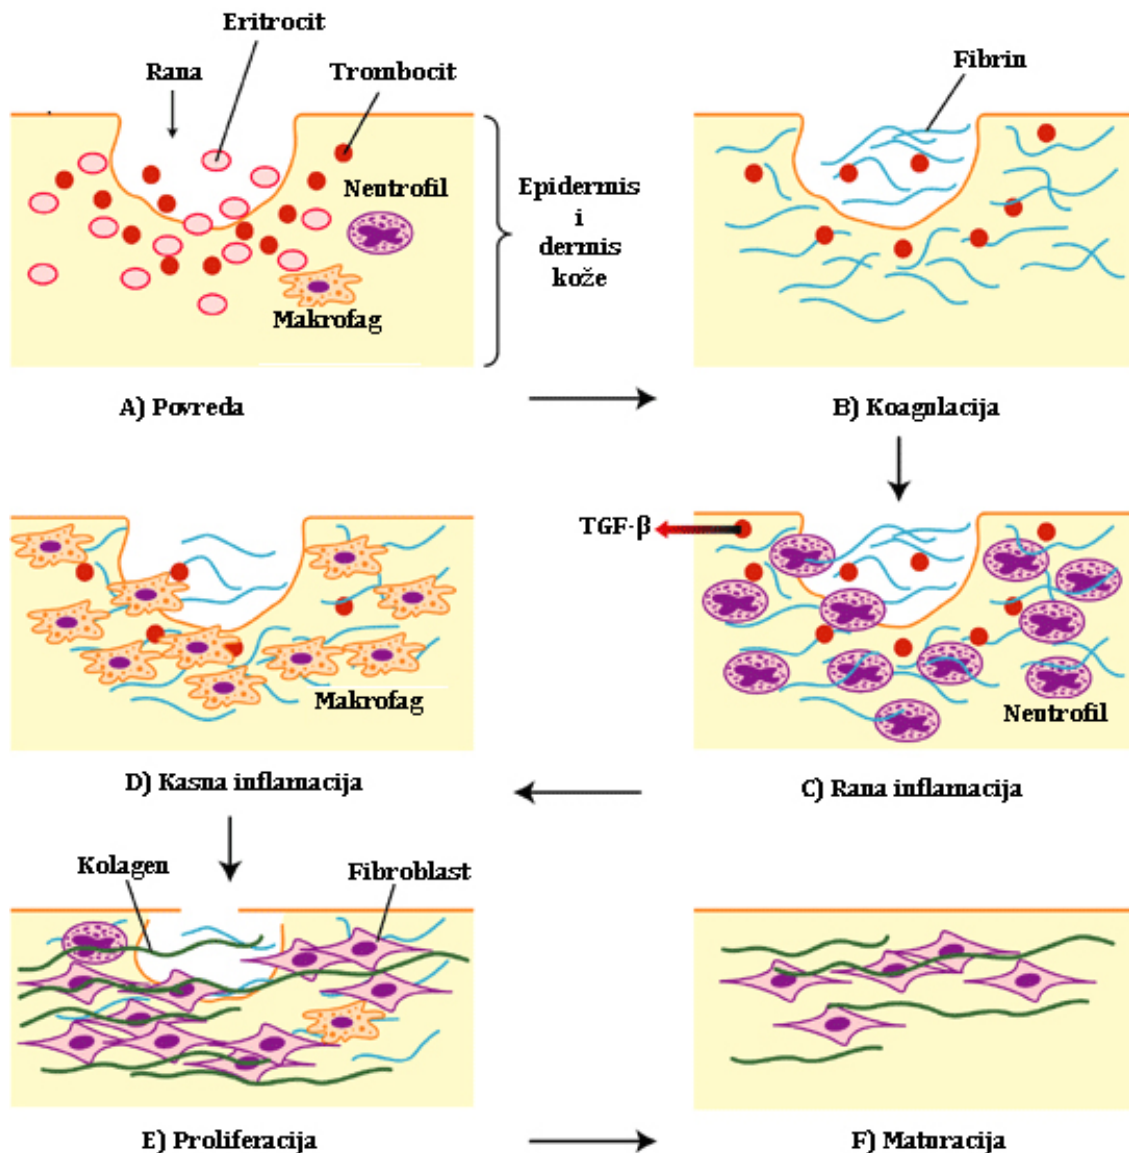 Eritrocit
Rana
Trombocit
Neutrofil
Makrofag
Epidermis
i
dermis
kože
A) Povreda
Fibrin
B) Koagulacija
TGF-β
Neutrofil
C) Rana inflamacija
Makrofag
D) Kasna inflamacija
Kolagen
Fibroblast
E) Proliferacija
F) Maturacija